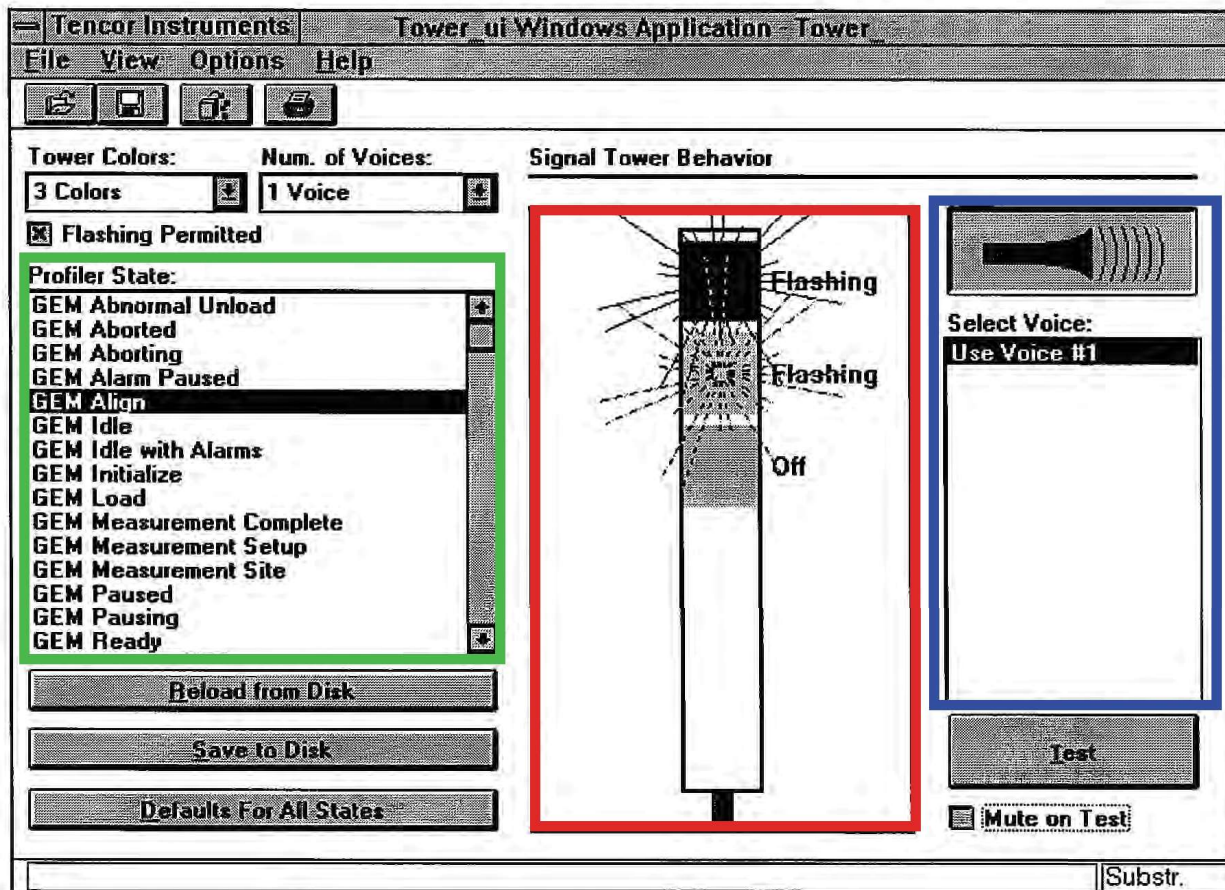 Tencor Instruments
Tower_ui Windows Application - Tower_
File View Options Help
Tower Colors:
3 Colors
Num. of Voices:
1 Voice
Flashing Permitted
Profiler State:
GEM Abnormal Unload
GEM Aborted
GEM Aborting
GEM Alarm Paused
GEM Align
GEM Idle
GEM Idle with Alarms
GEM Initialize
GEM Load
GEM Measurement Complete
GEM Measurement Setup
GEM Measurement Site
GEM Paused
GEM Pausing
GEM Ready
Reload from Disk
Save to Disk
Defaults For All States
Signal Tower Behavior
Flashing
Flashing
Off
Select Voice:
Use Voice #1
Test
Mute on Test
Substr.